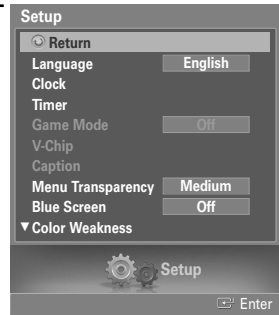 Setup
Return
Language English
Clock
Timer
Game Mode Off
V-Chip
Caption
Menu Transparency Medium
Blue Screen Off
▼Color Weakness
Setup
Enter